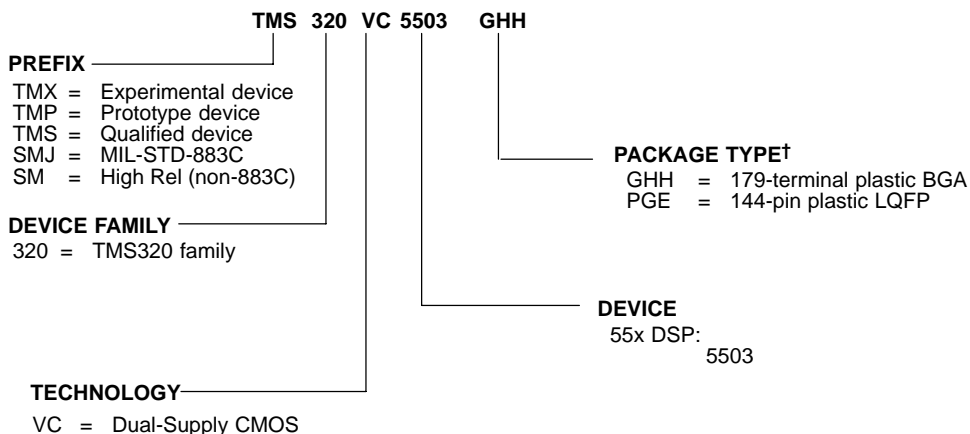 TMS 320 VC 5503 GHH
PREFIX
TMX = Experimental device
TMP = Prototype device
TMS = Qualified device
SMJ = MIL-STD-883C
SM = High Rel (non-883C)
PACKAGE TYPE†
GHH = 179-terminal plastic BGA
PGE = 144-pin plastic LQFP
DEVICE FAMILY
320 = TMS320 family
DEVICE
55x DSP:
5503
TECHNOLOGY
VC = Dual-Supply CMOS